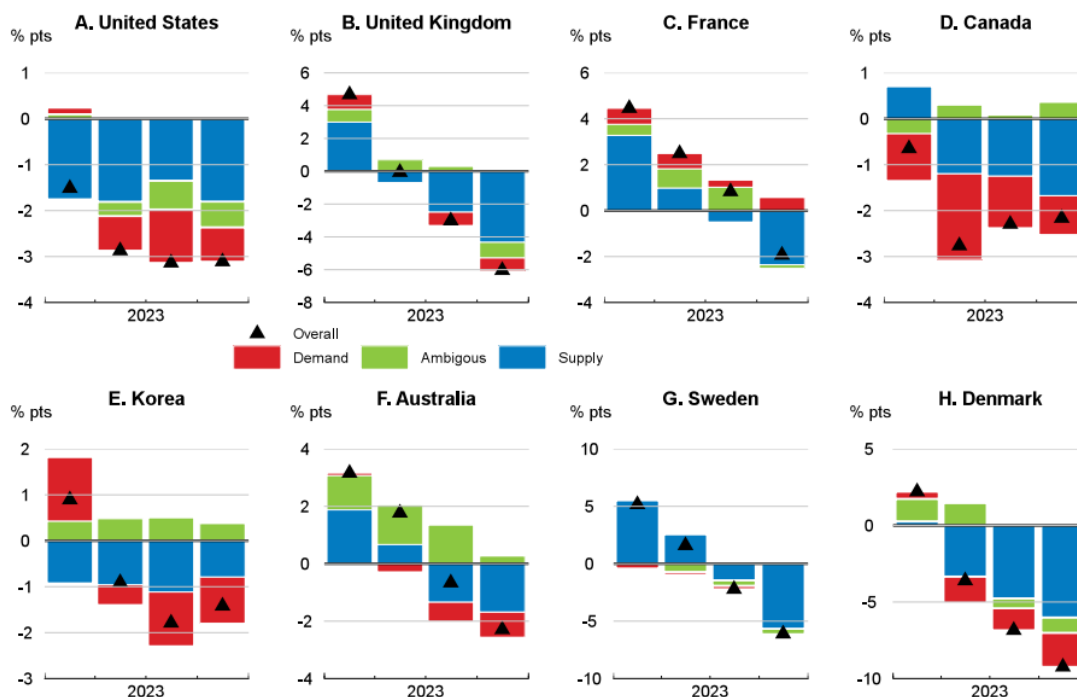 A. United States
% pts
1
0
-1
-2
-3
-4
2023
B. United Kingdom
% pts
6
4
2
0
-2
-4
-6
-8
2023
C. France
% pts
6
4
2
0
-2
-4
2023
D. Canada
% pts
1
0
-1
-2
-3
-4
2023
Overall
Demand
Ambigous
Supply
E. Korea
% pts
2
1
0
-1
-2
-3
2023
F. Australia
% pts
4
2
0
-2
-4
2023
G. Sweden
% pts
10
5
0
-5
-10
2023
H. Denmark
% pts
5
0
-5
-10
2023